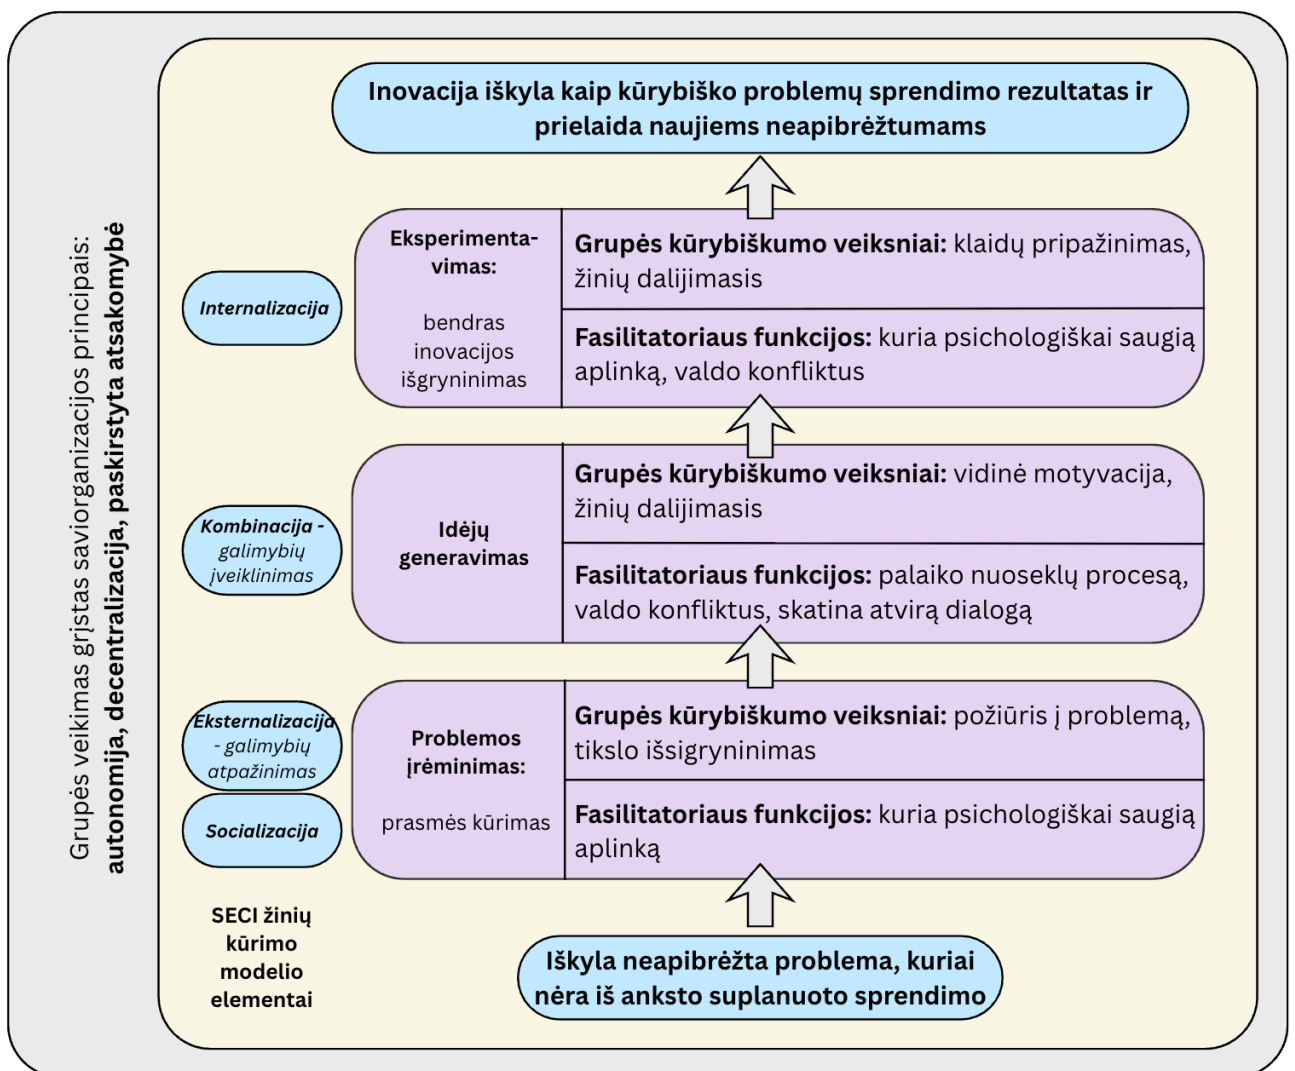 Grupės veikimas grįstas saviorganizacijos principais:
autonomija, decentralizacija, paskirstyta atsakomybė
Inovacija iškyla kaip kūrybiško problemų sprendimo rezultatas ir
prielaida naujiems neapibrėžtumams
Internalizacija
Eksperimenta-
vimas:
bendras
inovacijos
išgryninimas
Grupės kūrybiškumo veiksniai: klaidų pripažinimas,
žinių dalijimasis
Fasilitatoriaus funkcijos: kuria psichologiškai saugią
aplinką, valdo konfliktus
Kombinacija -
galimybių
įveiklinimas
Idėjų
generavimas
Grupės kūrybiškumo veiksniai: vidinė motyvacija,
žinių dalijimasis
Fasilitatoriaus funkcijos: palaiko nuoseklų procesą,
valdo konfliktus, skatina atvirą dialogą
Eksternalizacija
- galimybių
atpažinimas
Socializacija
Problemos
įrėminimas:
prasmės kūrimas
Grupės kūrybiškumo veiksniai: požiūris į problemą,
tikslo išsigryninimas
Fasilitatoriaus funkcijos: kuria psichologiškai saugią
aplinką
SECI žinių
kūrimo
modelio
elementai
Iškyla neapibrėžta problema, kuriai
nėra iš anksto suplanuoto sprendimo